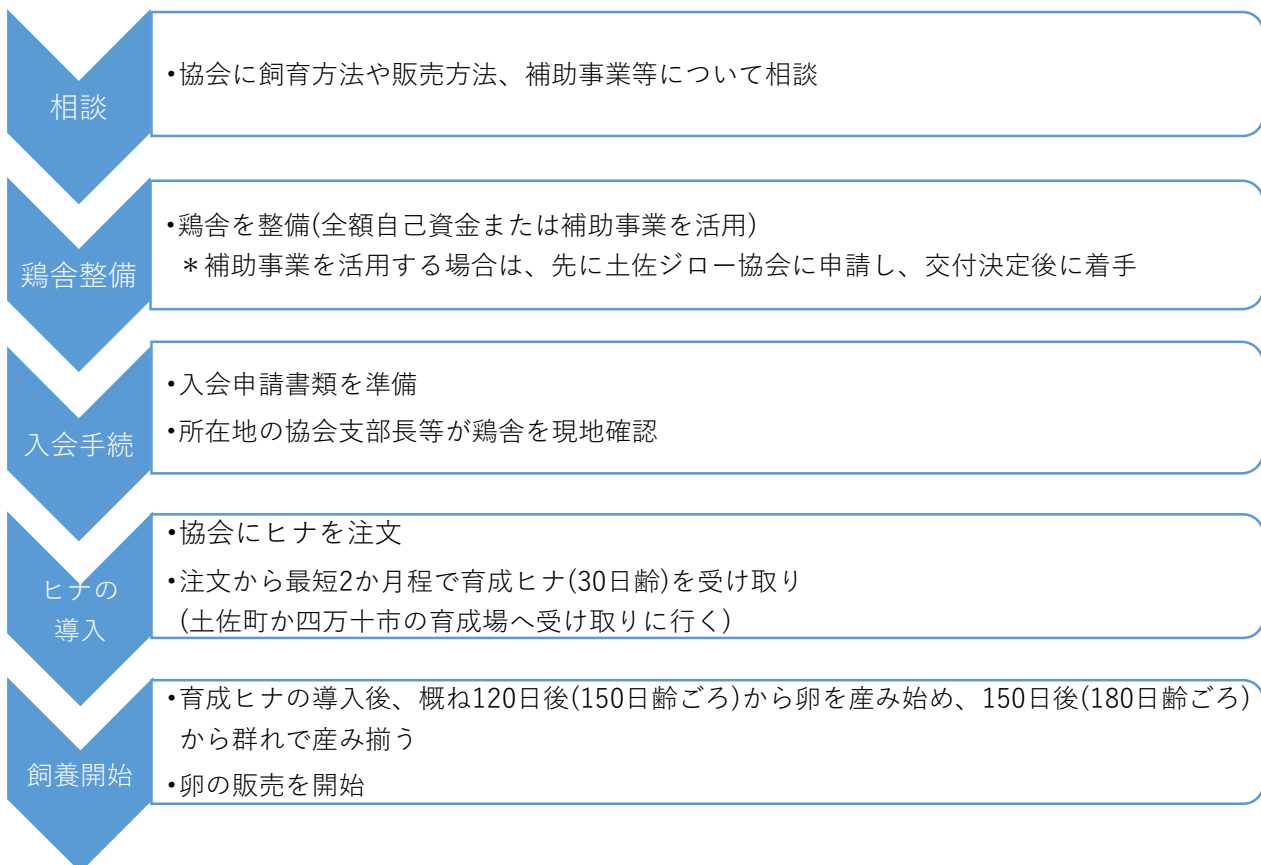 相談
•協会に飼育方法や販売方法、補助事業等について相談
鶏舎整備
•鶏舎を整備(全額自己資金または補助事業を活用)
＊補助事業を活用する場合は、先に土佐ジロー協会に申請し、交付決定後に着手
入会手続
•入会申請書類を準備
•所在地の協会支部長等が鶏舎を現地確認
ヒナの
導入
•協会にヒナを注文
•注文から最短2か月程で育成ヒナ(30日齢)を受け取り
(土佐町か四万十市の育成場へ受け取りに行く)
飼養開始
•育成ヒナの導入後、概ね120日後(150日齢ごろ)から卵を産み始め、150日後(180日齢ごろ)
から群れで産み揃う
•卵の販売を開始